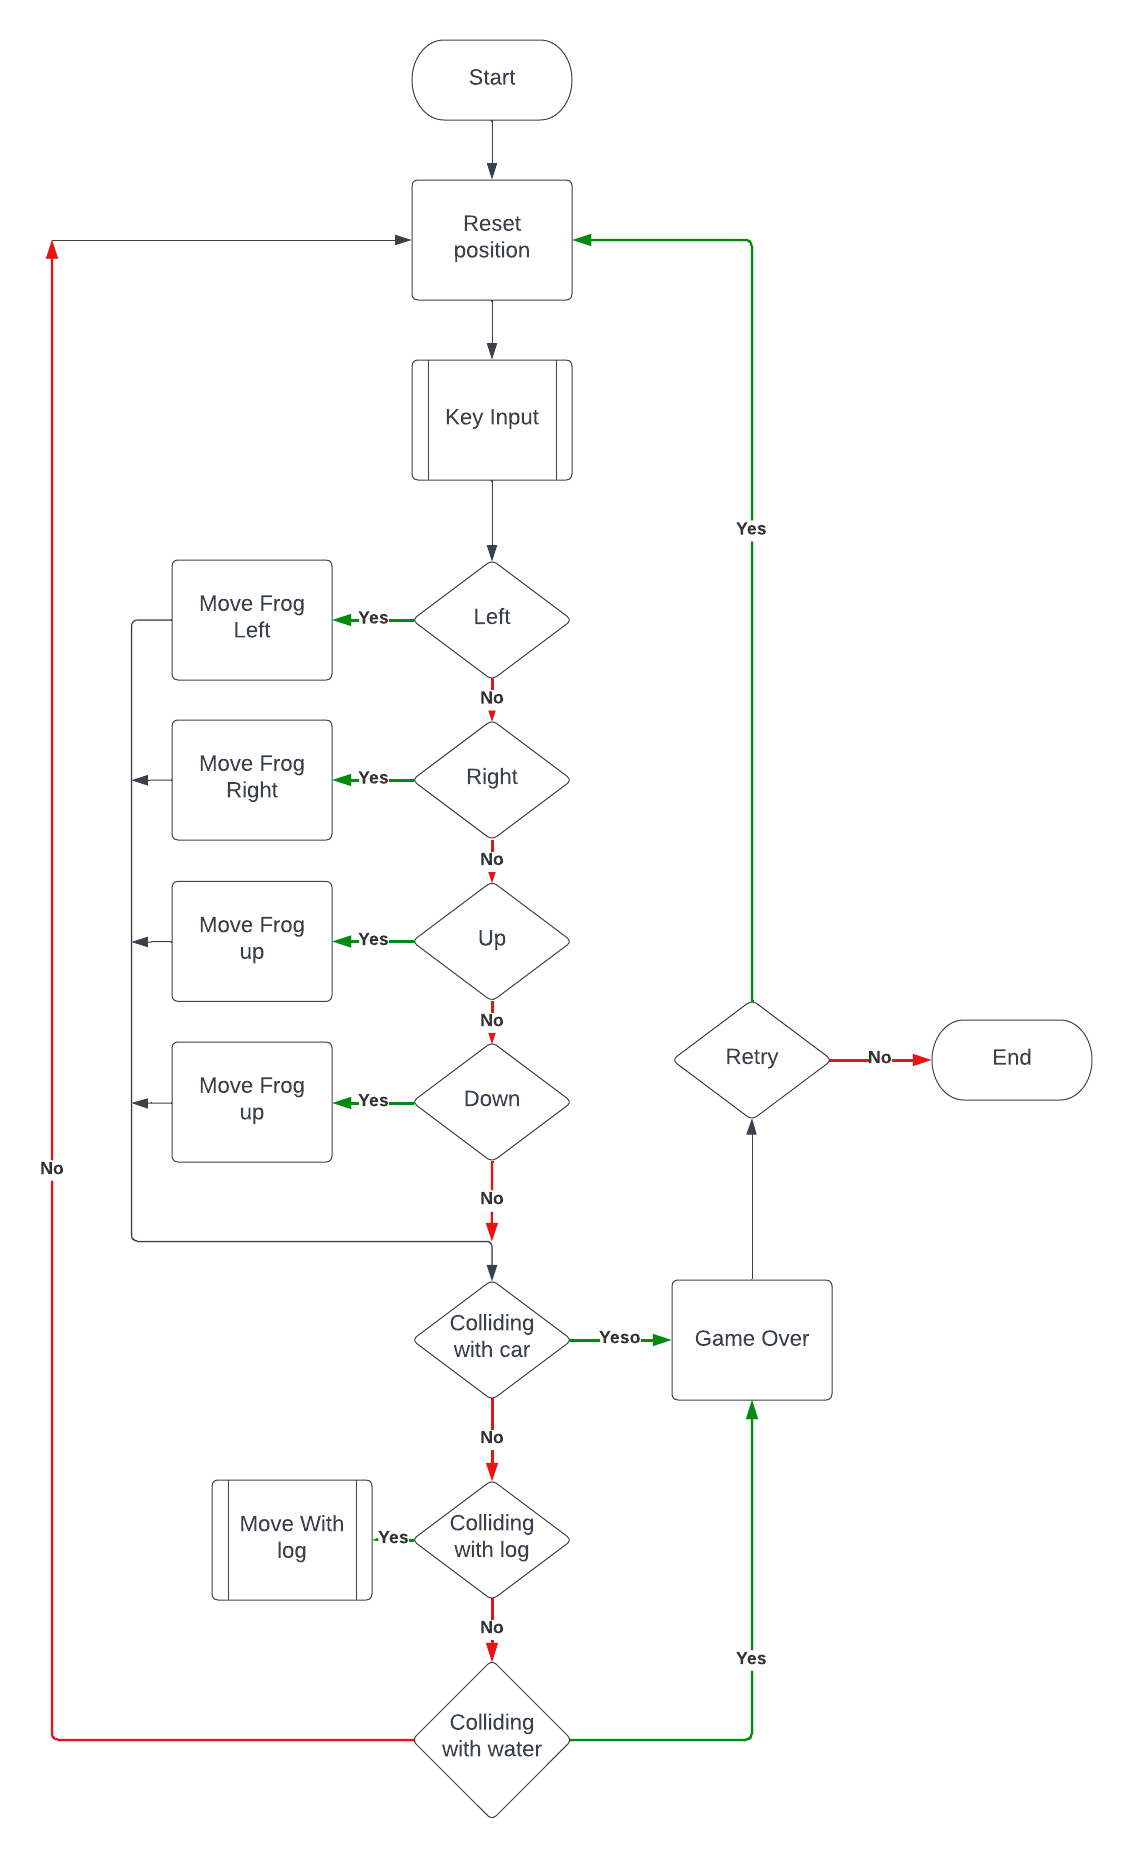 Start
Reset
position
Key Input
Yes
Move Frog
Left
Yes
Left
No
Move Frog
Right
Yes
Right
No
Move Frog
up
Yes
Up
No
Move Frog
up
Yes
Down
Retry
No
End
No
No
Colliding
with car
Yeso
Game Over
No
Move With
log
Yes
Colliding
with log
No
Yes
Colliding
with water